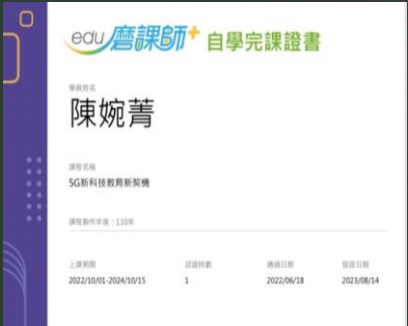 edu磨課師+ 自學完課證書
學員姓名
陳婉菁
課程名稱
5G新科技教育新契機
課程製作年度：110年
上課期間 認證時數 通過日期 發證日期
2022/10/01-2024/10/15 1 2022/06/18 2023/08/14